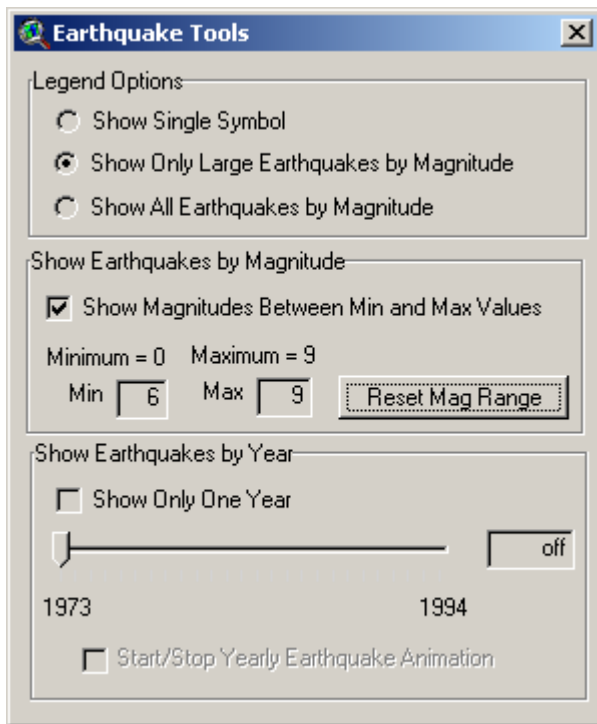 Earthquake Tools
Legend Options
Show Single Symbol
Show Only Large Earthquakes by Magnitude
Show All Earthquakes by Magnitude
Show Earthquakes by Magnitude
Show Magnitudes Between Min and Max Values
Minimum = 0 Maximum = 9
Min 6 Max 9 Reset Mag Range
Show Earthquakes by Year
Show Only One Year
off
1973 1994
Start/Stop Yearly Earthquake Animation